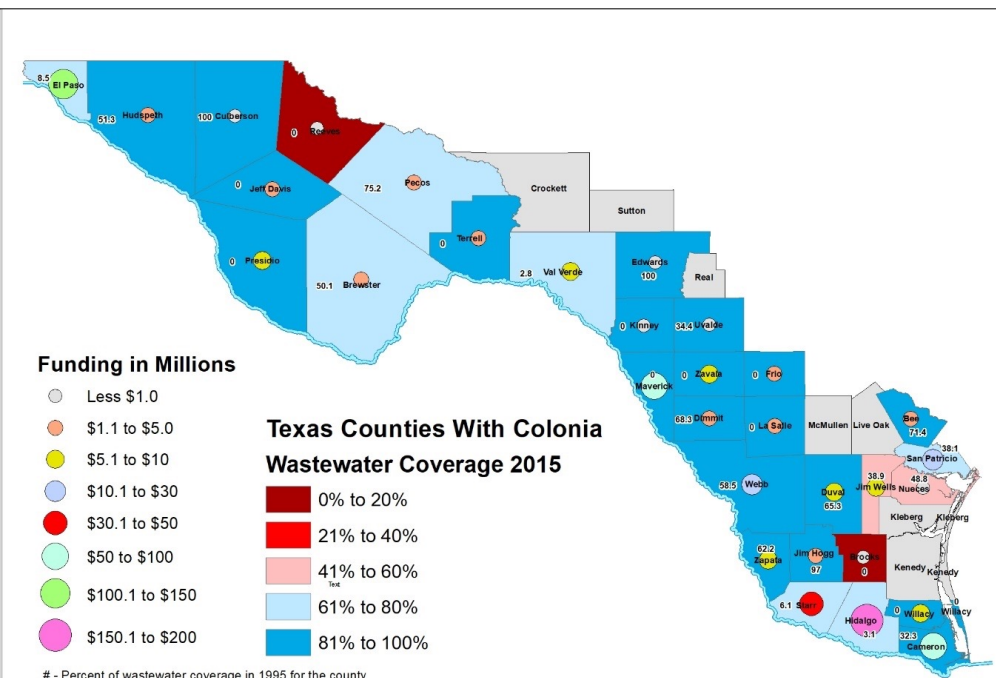 8.5
El Paso
51.3
Hudspeth
100 Culberson
0
Reeves
0
Jeff Davis
75.2
Pecos
Crockett
Sutton
0
Presidio
50.1
Brewster
0
Terrell
2.8
Val Verde
Edwards
100
Real
0 Kinney
34.4 Uvalde
0
Maverick
0 Zavala
0 Frio
68.3 Dimmit
0 La Salle
McMullen
Live Oak
Bee
71.4
38.1
San Patricio
58.5
Webb
Duval
65.3
38.9
Jim Wells
48.8
Nueces
Kleberg
Kleberg
62.2
Zapata
Jim Hogg
97
Brooks
0
Kenedy
Kenedy
6.1 Starr
Hidalgo
3.1
0 Willacy
0
Willacy
32.3
Cameron
Funding in Millions
Less $1.0
$1.1 to $5.0
$5.1 to $10
$10.1 to $30
$30.1 to $50
$50 to $100
$100.1 to $150
$150.1 to $200
Texas Counties With Colonia
Wastewater Coverage 2015
0% to 20%
21% to 40%
41% to 60%
Text
61% to 80%
81% to 100%
# - Percent of wastewater coverage in 1995 for the county